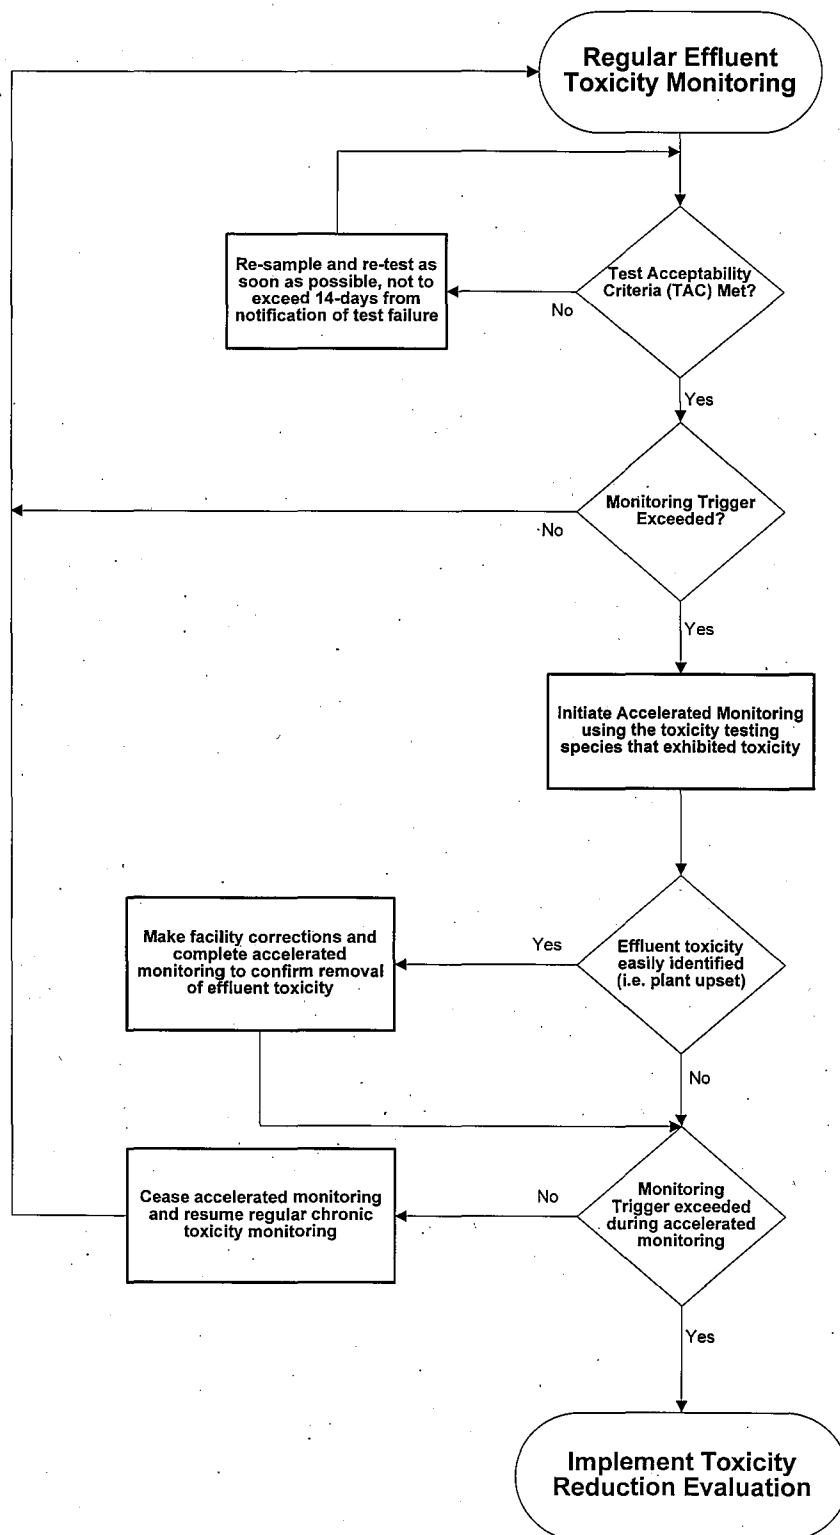 Regular Effluent
Toxicity Monitoring
Re-sample and re-test as
soon as possible, not to
exceed 14-days from
notification of test failure
Test Acceptability
Criteria (TAC) Met?
No
Yes
Monitoring Trigger
Exceeded?
No
Yes
Initiate Accelerated Monitoring
using the toxicity testing
species that exhibited toxicity
Make facility corrections and
complete accelerated
monitoring to confirm removal
of effluent toxicity
Yes
Effluent toxicity
easily identified
(i.e. plant upset)
No
Cease accelerated monitoring
and resume regular chronic
toxicity monitoring
No
Monitoring
Trigger exceeded
during accelerated
monitoring
Yes
Implement Toxicity
Reduction Evaluation